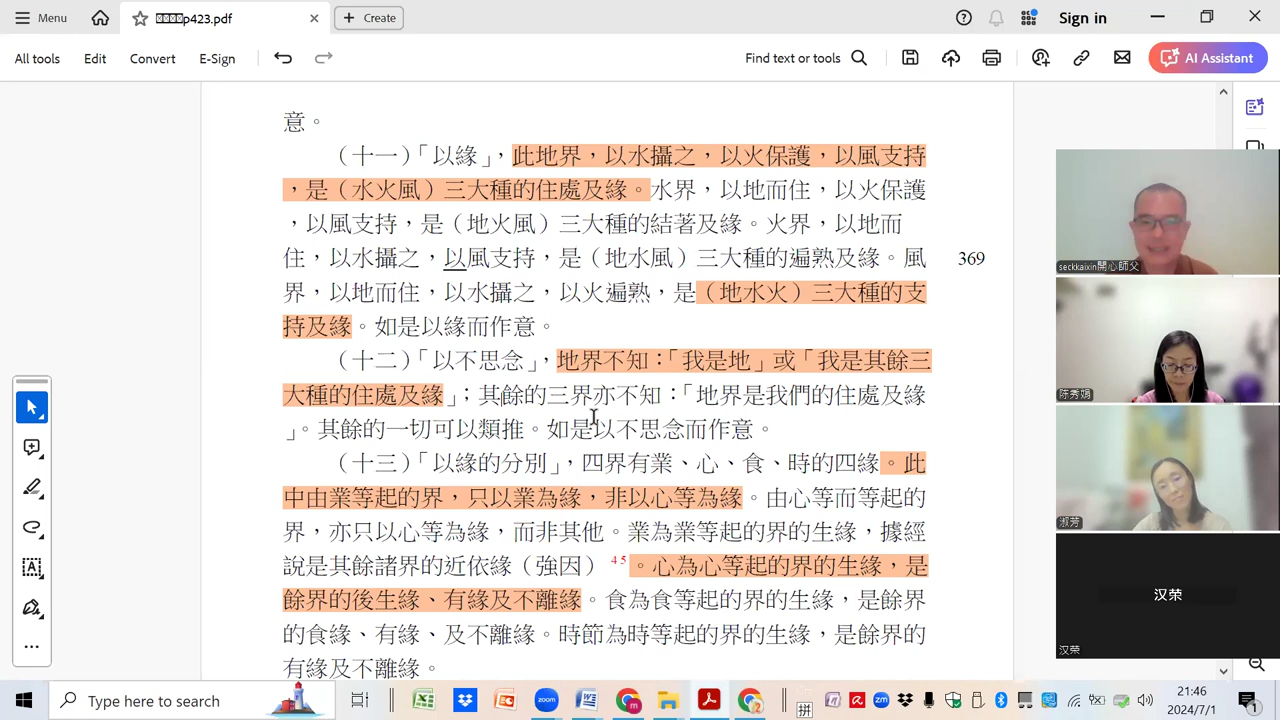 Menu
p423.pdf
Create
Sign in
All tools
Edit
Convert
E-Sign
Find text or tools
AI Assistant
意。
（十一）「以緣」，此地界，以水攝之，以火保護，以風支持
，是（水火風）三大種的住處及緣。水界，以地而住，以火保護
，以風支持，是（地火風）三大種的結著及緣。火界，以地而
住，以水攝之，以風支持，是（地水風）三大種的遍熟及緣。風
369
界，以地而住，以水攝之，以火遍熟，是（地水火）三大種的支
持及緣。如是以緣而作意。
（十二）「以不思念」，地界不知：「我是地」或「我是其餘三
大種的住處及緣」；其餘的三界亦不知：「地界是我們的住處及緣
」。其餘的一切可以類推。如是以不思念而作意。
（十三）「以緣的分別」，四界有業、心、食、時的四緣。此
中由業等起的界，只以業為緣，非以心等為緣。由心等而等起的
界，亦只以心等為緣，而非其他。業為業等起的界的生緣，據經
說是其餘諸界的近依緣（強因）45。心為心等起的界的生緣，是
餘界的後生緣、有緣及不離緣。食為食等起的界的生緣，是餘界
的食緣、有緣、及不離緣。時節為時等起的界的生緣，是餘界的
有緣及不離緣。
seckkaixin開心師父
陈秀娟
淑芳
汉荣
汉荣
Type here to search
拼
21:46
2024/7/1